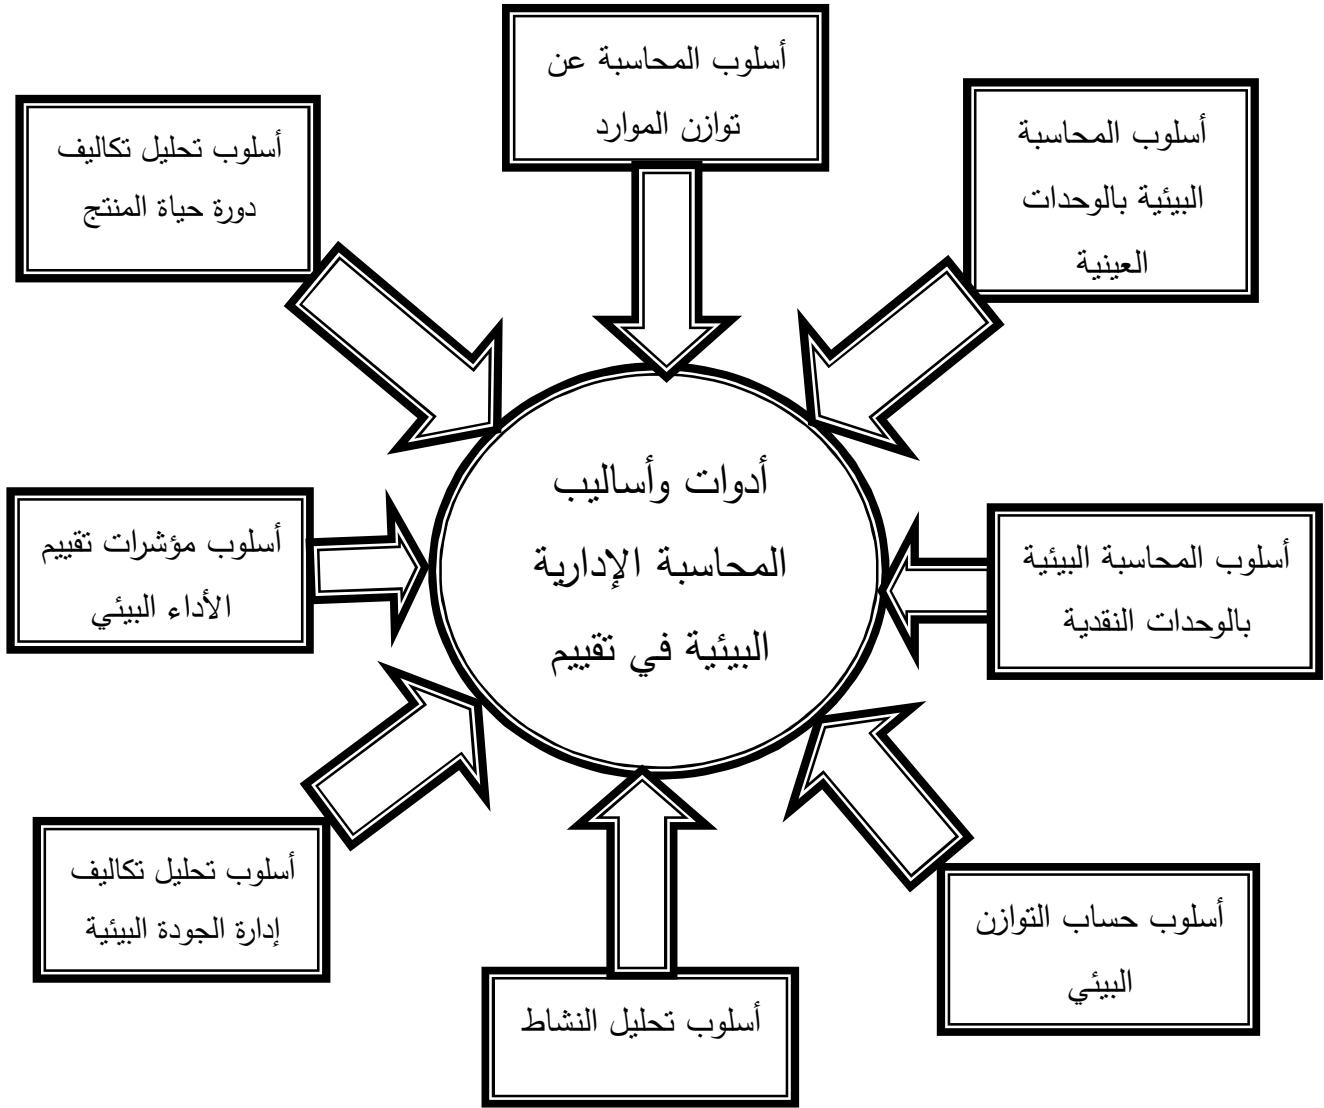 أسلوب المحاسبة عن
توازن الموارد
أسلوب المحاسبة
البيئية بالوحدات
العينية
أسلوب تحليل تكاليف
دورة حياة المنتج
أدوات وأساليب
المحاسبة الإدارية
البيئية في تقييم
أسلوب المحاسبة البيئية
بالوحدات النقدية
أسلوب مؤشرات تقييم
الأداء البيئي
أسلوب حساب التوازن
البيئي
أسلوب تحليل تكاليف
إدارة الجودة البيئية
أسلوب تحليل النشاط